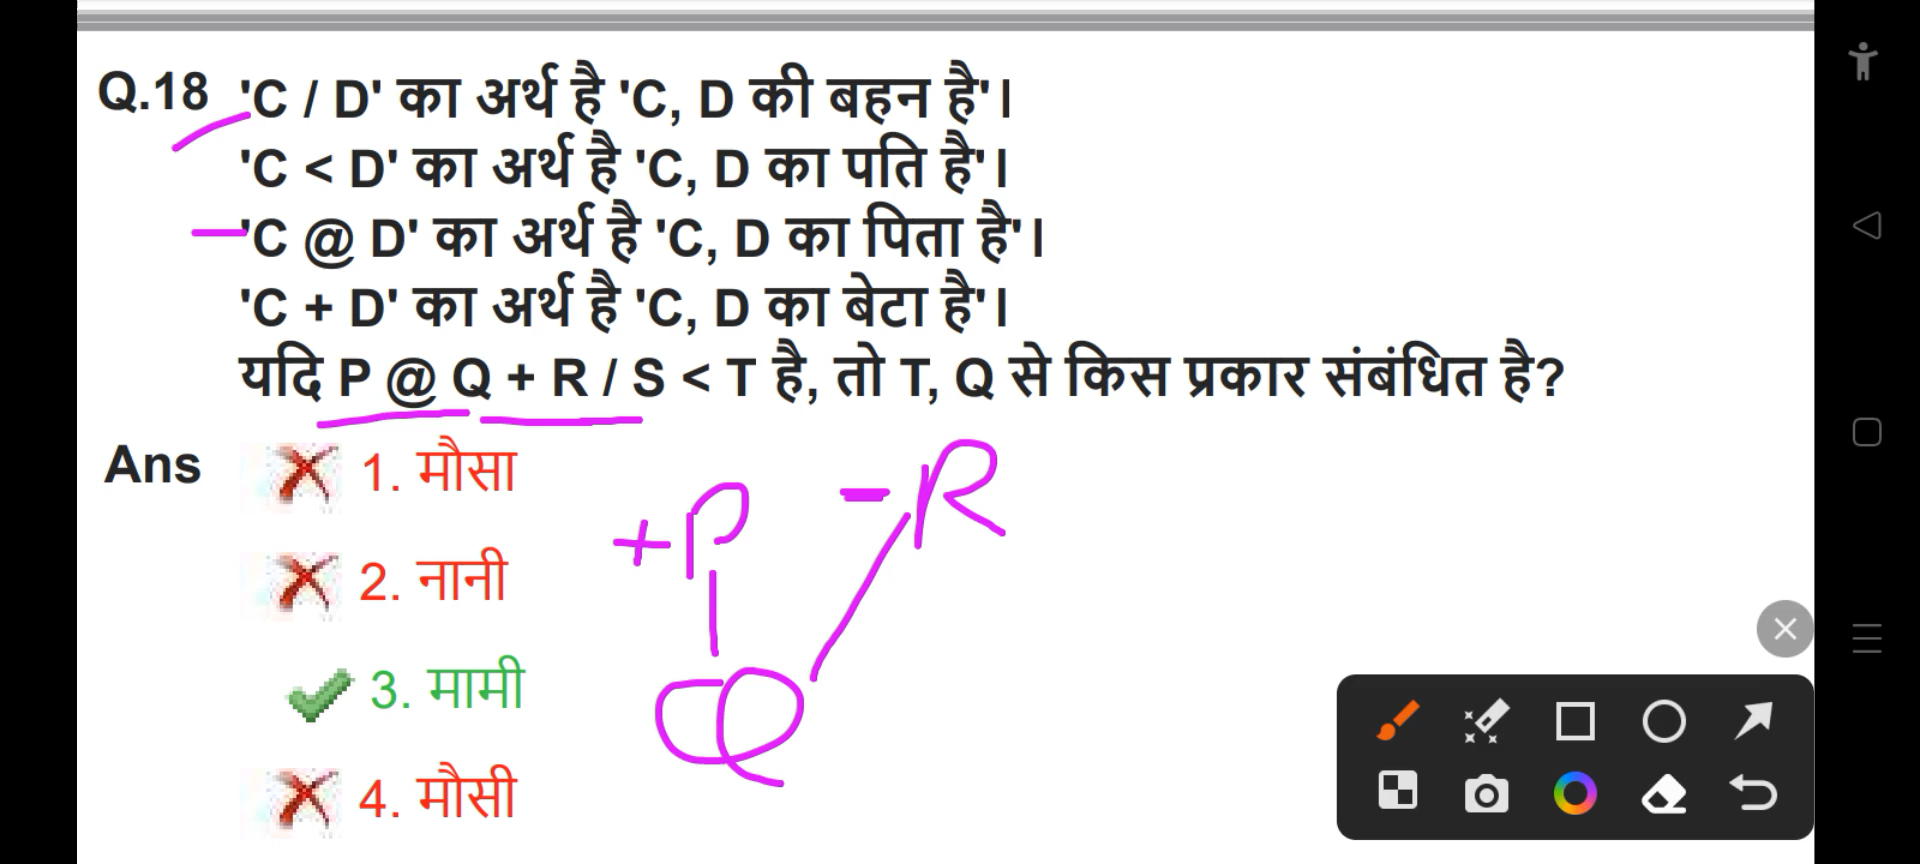 Q.18 'C / D' का अर्थ है 'C, D की बहन है'।
'C < D' का अर्थ है 'C, D का पति है'।
'C @ D' का अर्थ है 'C, D का पिता है'।
'C + D' का अर्थ है 'C, D का बेटा है'।
यदि P @ Q + R / S < T है, तो T, Q से किस प्रकार संबंधित है?
Ans 1. मौसा
2. नानी
3. मामी
4. मौसी
+P - R
Q